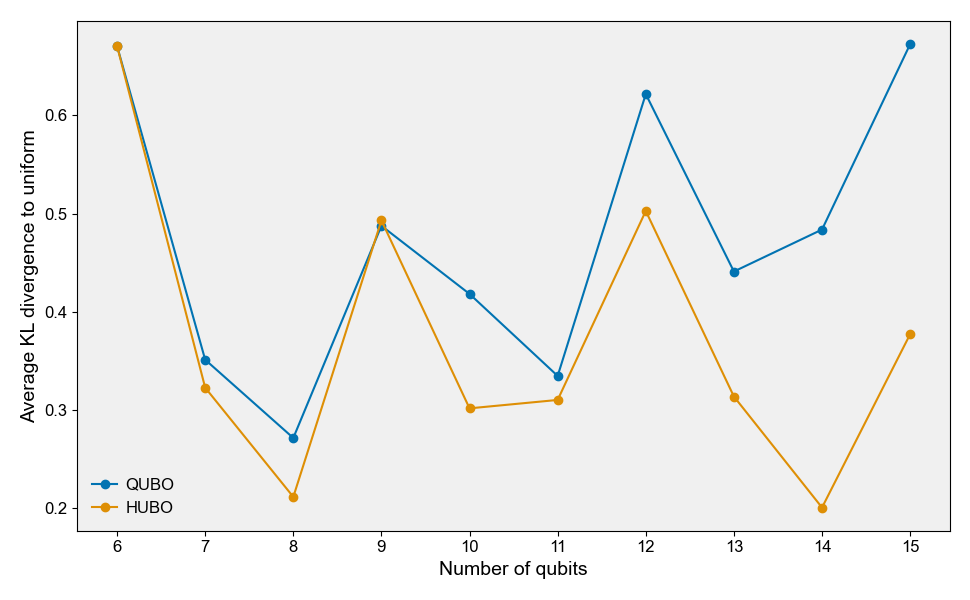 Average KL divergence to uniform
0.6
0.5
0.4
0.3
0.2
QUBO
HUBO
6 7 8 9 10 11 12 13 14 15
Number of qubits